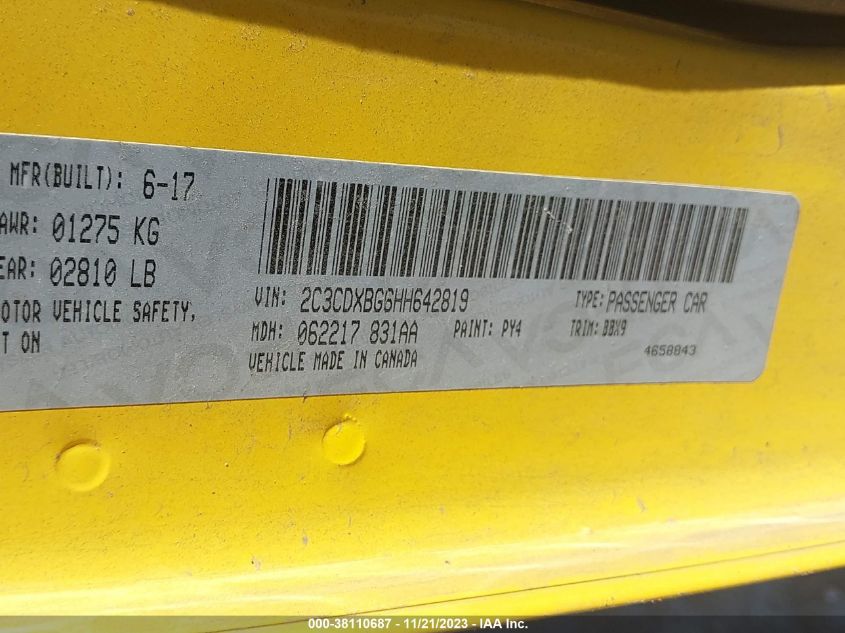 MFR(BUILT): 6-17
AWR: 01275 KG
EAR: 02810 LB
OTOR VEHICLE SAFETY,
T ON
VIN: 2C3CDXBG6HH642819
TYPE: PASSENGER CAR
MDH: 062217 831AA
PAINT: PY4
TRIM: BBX9
VEHICLE MADE IN CANADA
4658843
000-38110687 - 11/21/2023 - IAA Inc.